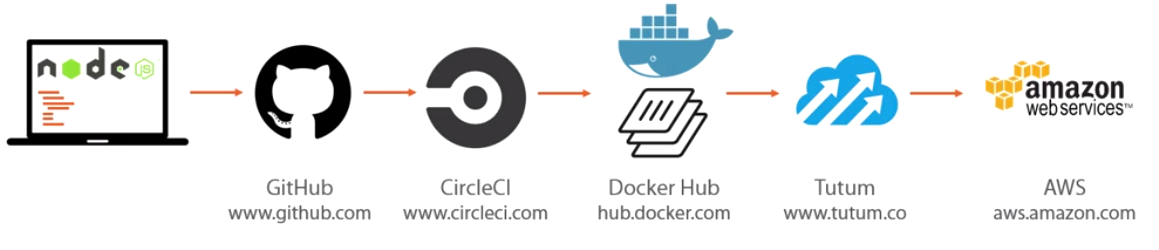 node
JS
amazon
web services™
GitHub
www.github.com
CircleCI
www.circleci.com
Docker Hub
hub.docker.com
Tutum
www.tutum.co
AWS
aws.amazon.com